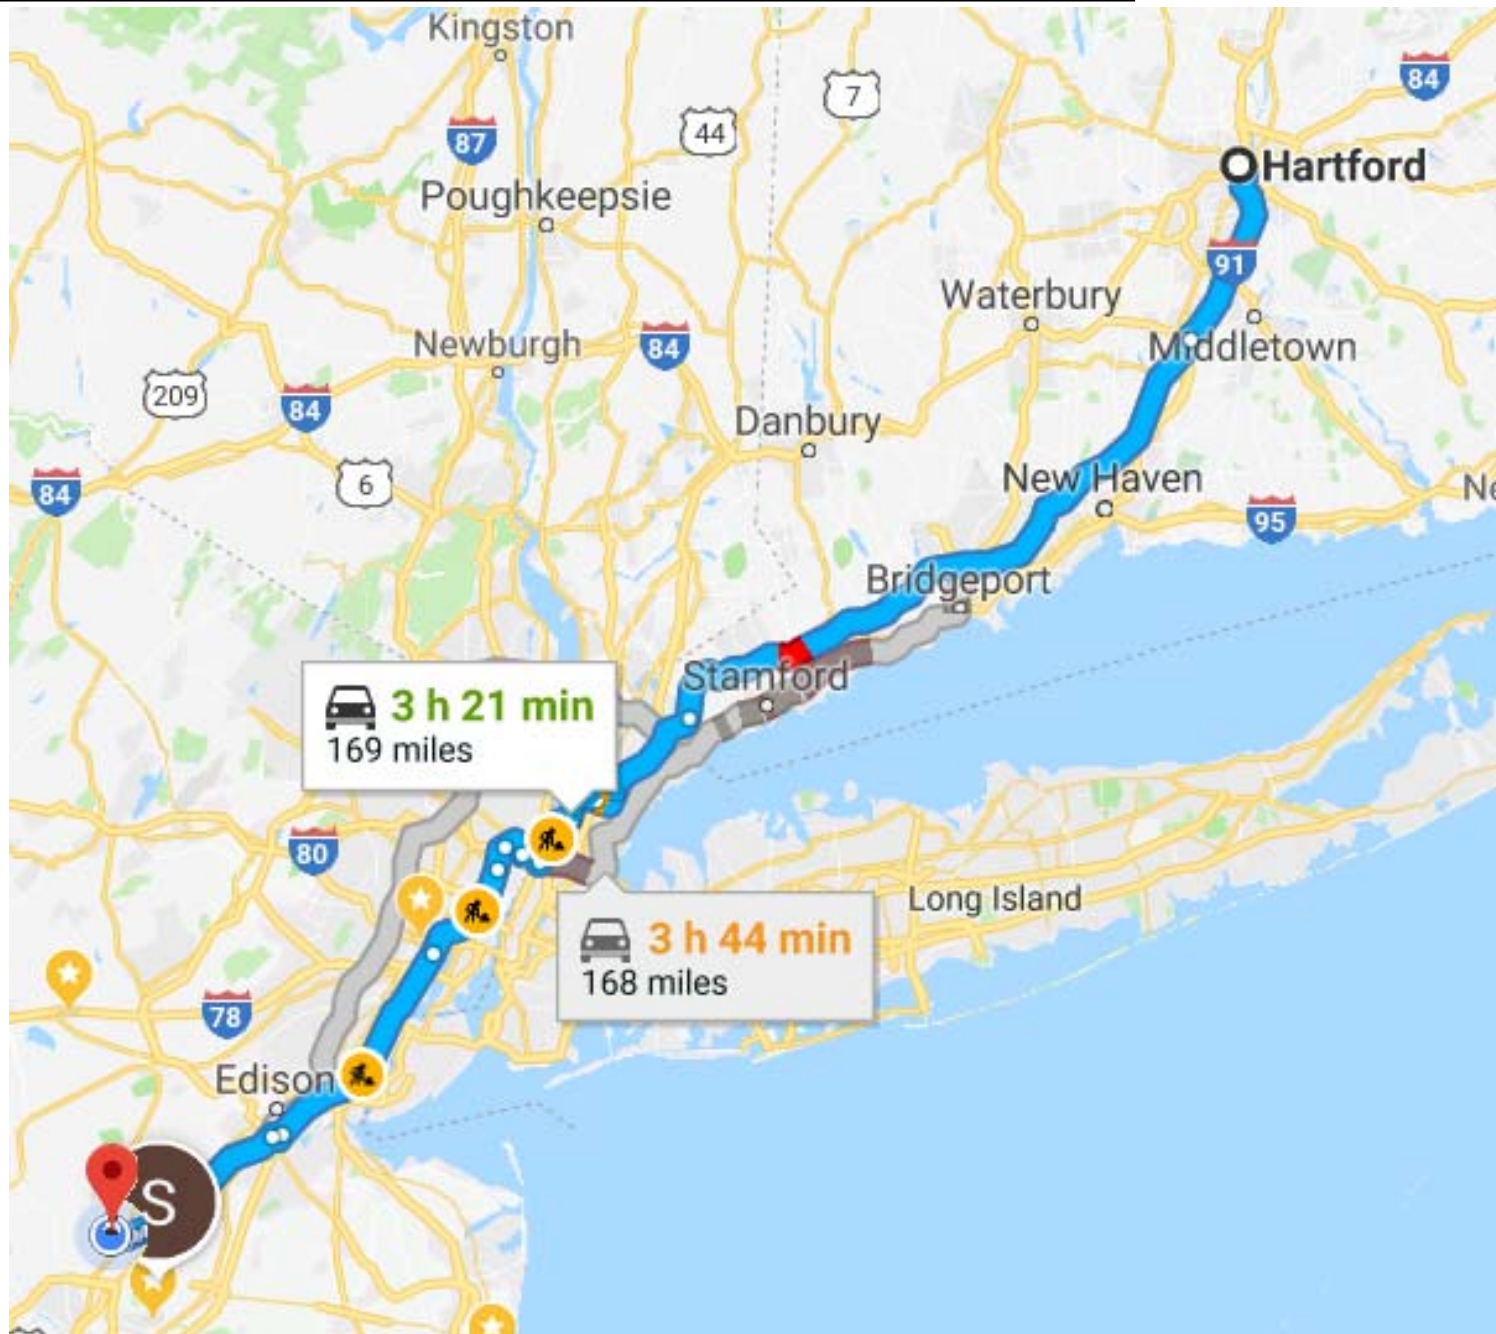 Kingston
7
84
87
44
Hartford
Poughkeepsie
91
Waterbury
Newburgh
84
Middletown
209
84
Danbury
6
New Haven
84
95
Bridgeport
Stamford
3 h 21 min
169 miles
80
Long Island
3 h 44 min
168 miles
78
Edison
S